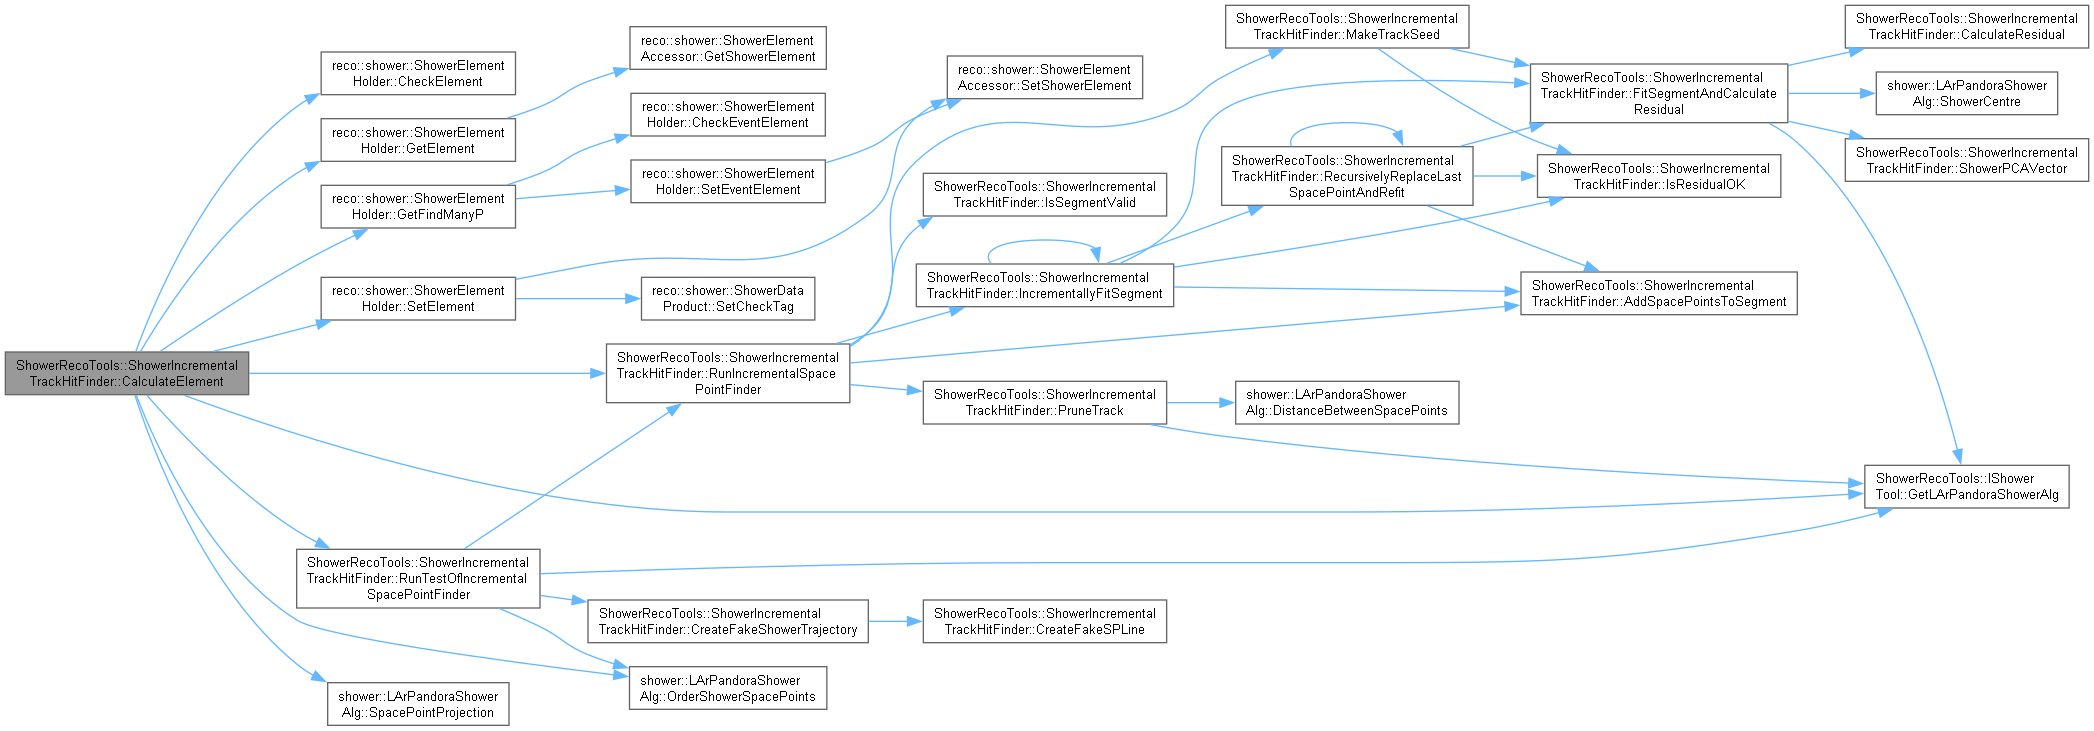 ShowerRecoTools::ShowerIncremental
TrackHitFinder::CalculateElement
reco::shower::ShowerElement
Holder::CheckElement
reco::shower::ShowerElement
Holder::GetElement
reco::shower::ShowerElement
Holder::GetFindManyP
reco::shower::ShowerElement
Holder::SetElement
ShowerRecoTools::ShowerIncremental
TrackHitFinder::RunTestOfIncremental
SpacePointFinder
shower::LArPandoraShower
Alg::SpacePointProjection
reco::shower::ShowerElement
Accessor::GetShowerElement
reco::shower::ShowerElement
Holder::CheckEventElement
reco::shower::ShowerElement
Holder::SetEventElement
reco::shower::ShowerData
Product::SetCheckTag
ShowerRecoTools::ShowerIncremental
TrackHitFinder::RunIncrementalSpace
PointFinder
ShowerRecoTools::ShowerIncremental
TrackHitFinder::CreateFakeShowerTrajectory
shower::LArPandoraShower
Alg::OrderShowerSpacePoints
reco::shower::ShowerElement
Accessor::SetShowerElement
ShowerRecoTools::ShowerIncremental
TrackHitFinder::IsSegmentValid
ShowerRecoTools::ShowerIncremental
TrackHitFinder::IncrementallyFitSegment
ShowerRecoTools::ShowerIncremental
TrackHitFinder::PruneTrack
ShowerRecoTools::ShowerIncremental
TrackHitFinder::CreateFakeSPLine
ShowerRecoTools::ShowerIncremental
TrackHitFinder::MakeTrackSeed
ShowerRecoTools::ShowerIncremental
TrackHitFinder::RecursivelyReplaceLast
SpacePointAndRefit
shower::LArPandoraShower
Alg::DistanceBetweenSpacePoints
ShowerRecoTools::ShowerIncremental
TrackHitFinder::FitSegmentAndCalculate
Residual
ShowerRecoTools::ShowerIncremental
TrackHitFinder::IsResidualOK
ShowerRecoTools::ShowerIncremental
TrackHitFinder::AddSpacePointsToSegment
ShowerRecoTools::ShowerIncremental
TrackHitFinder::CalculateResidual
shower::LArPandoraShower
Alg::ShowerCentre
ShowerRecoTools::ShowerIncremental
TrackHitFinder::ShowerPCAVector
ShowerRecoTools::IShower
Tool::GetLArPandoraShowerAlg